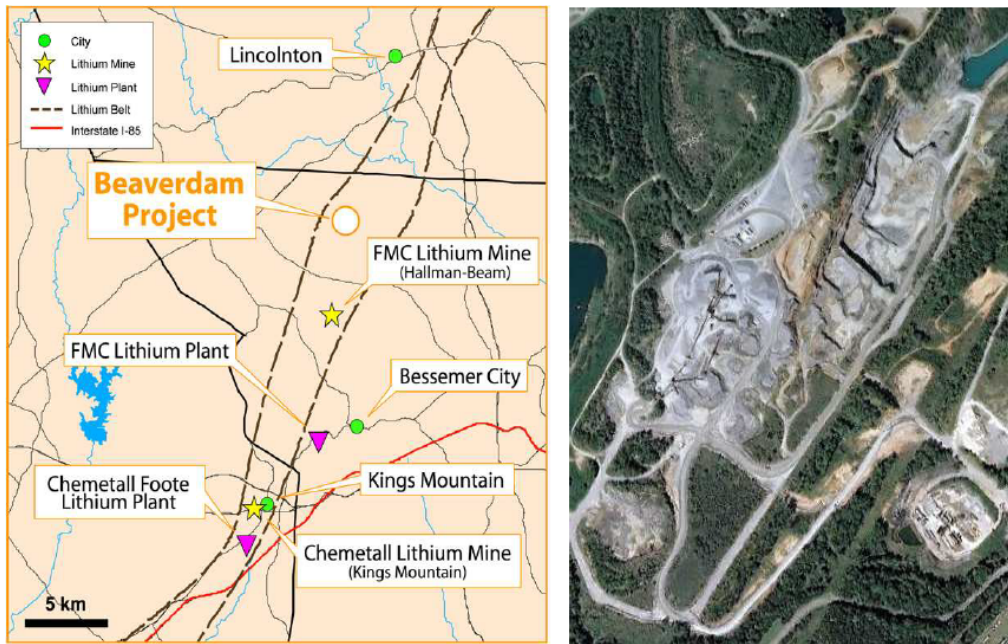 City
Lithium Mine
Lithium Plant
Lithium Belt
Interstate I-85
Lincolnton
Beaverdam
Project
FMC Lithium Mine
(Hallman-Beam)
FMC Lithium Plant
Bessemer City
Chemetall Foote
Lithium Plant
Kings Mountain
Chemetall Lithium Mine
(Kings Mountain)
5 km